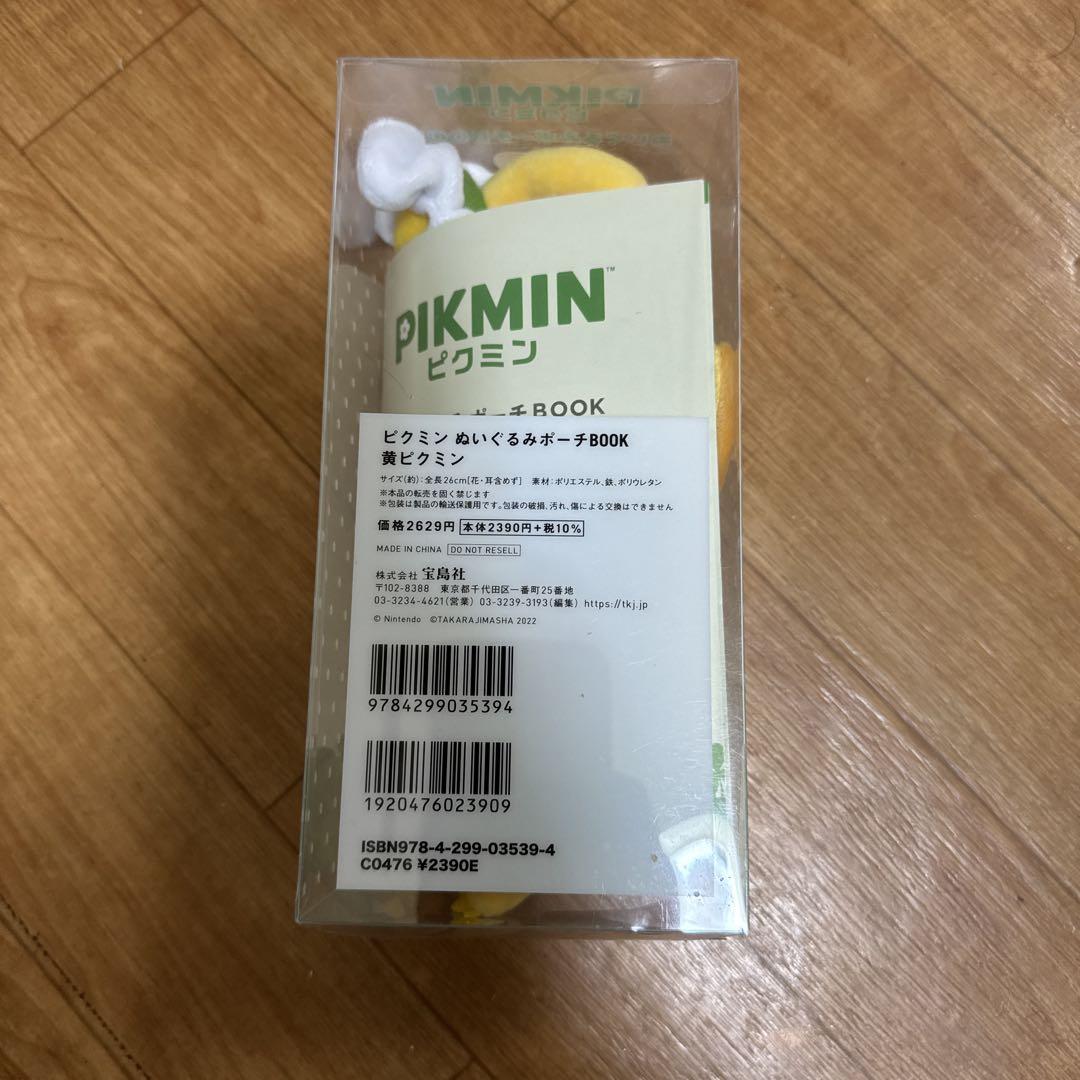 PIKMIN
PIKMIN™
ピクミン
ポーチBOOK
ピクミン ぬいぐるみポーチBOOK
黄ピクミン
サイズ(約):全長26cm[花・耳含めず] 素材:ポリエステル、鉄、ポリウレタン
※本品の転売を固く禁じます
※包装は製品の輸送保護用です。包装の破損、汚れ、傷による交換はできません
価格2629円 本体2390円+税10%
MADE IN CHINA DO NOT RESELL
株式会社 宝島社
〒102-8388 東京都千代田区一番町25番地
03-3234-4621(営業) 03-3239-3193(編集) https://tkj.jp
© Nintendo ©TAKARAJIMASHA 2022
9784299035394
1920476023909
ISBN978-4-299-03539-4
C0476 ¥2390E